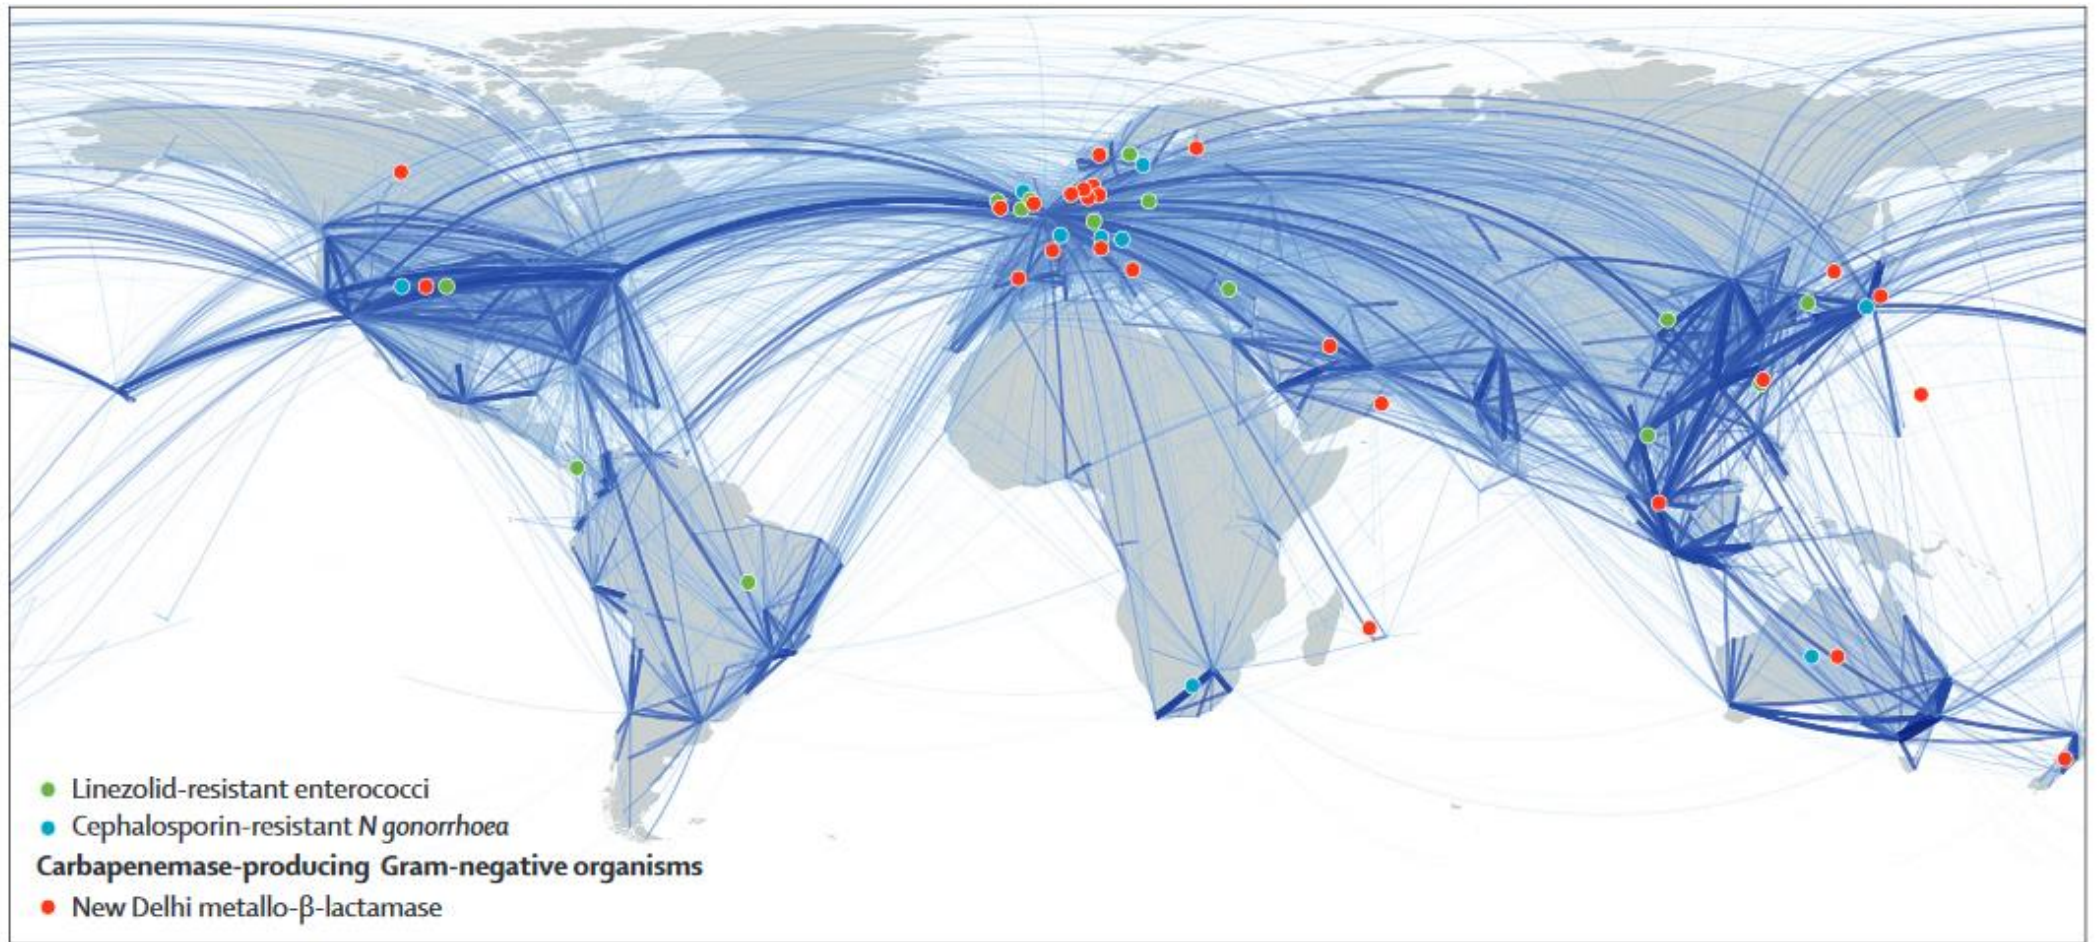 Linezolid-resistant enterococci
Cephalosporin-resistant N gonorrhoea
Carbapenemase-producing Gram-negative organisms
New Delhi metallo-β-lactamase